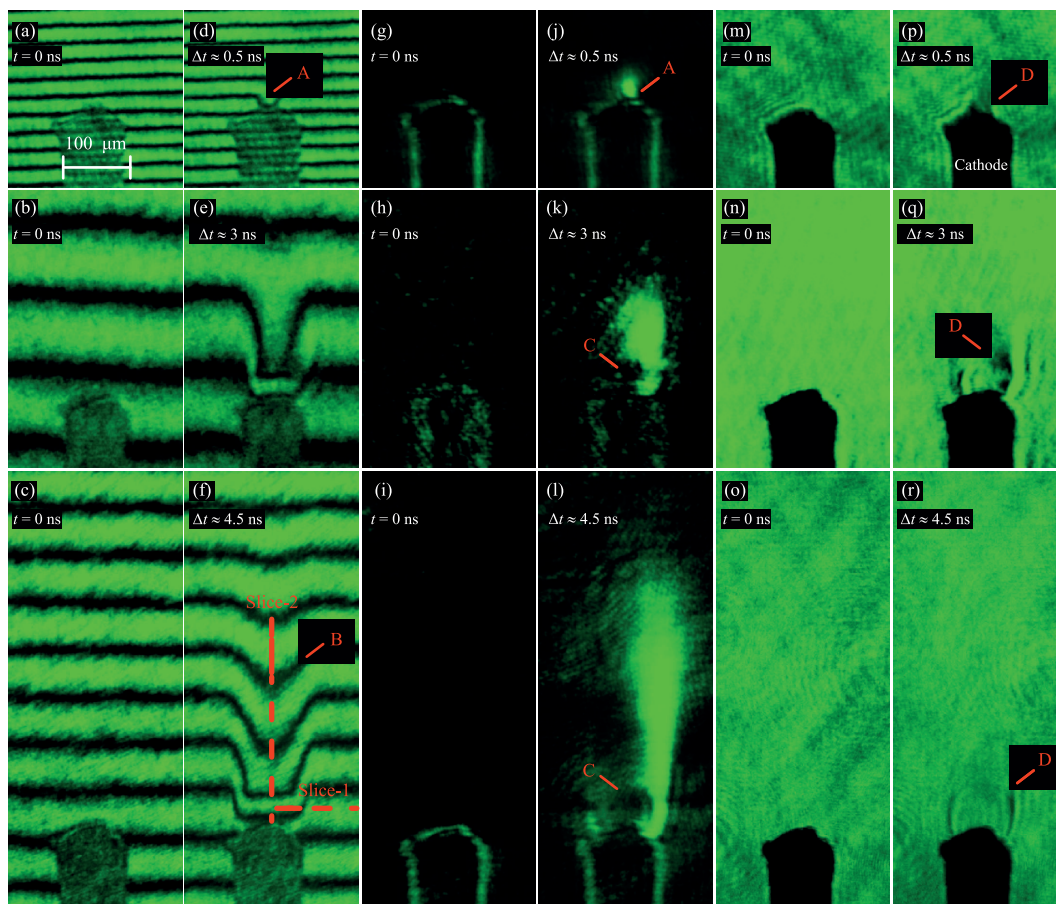 (a)
t = 0 ns
100 μm
(d)
Δt ≈ 0.5 ns
A
(g)
t = 0 ns
(j)
Δt ≈ 0.5 ns
A
(m)
t = 0 ns
(p)
Δt ≈ 0.5 ns
D
Cathode
(b)
t = 0 ns
(e)
Δt ≈ 3 ns
(h)
t = 0 ns
(k)
Δt ≈ 3 ns
C
(n)
t = 0 ns
(q)
Δt ≈ 3 ns
D
(c)
t = 0 ns
(f)
Δt ≈ 4.5 ns
Slice-2
B
Slice-1
(i)
t = 0 ns
(l)
Δt ≈ 4.5 ns
C
(o)
t = 0 ns
(r)
Δt ≈ 4.5 ns
D